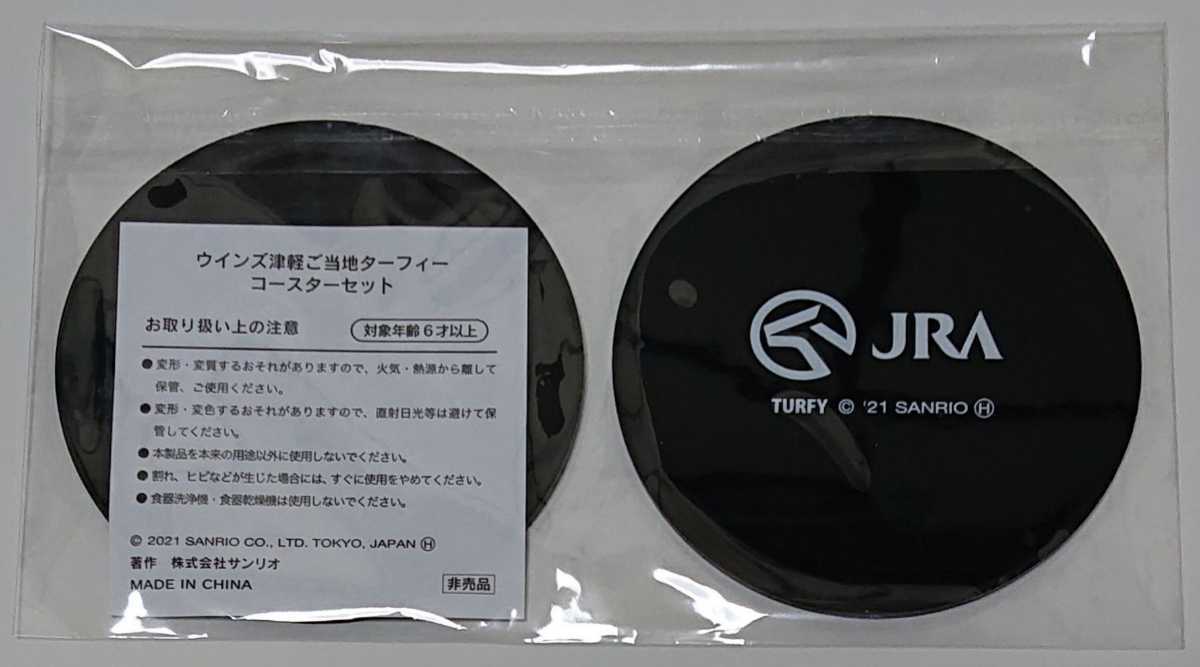 ウインズ津軽ご当地ターフィー
コースターセット
お取り扱い上の注意
対象年齢6才以上
●変形・変質するおそれがありますので、火気・熱源から離して
保管、ご使用ください。
●変形・変色するおそれがありますので、直射日光等は避けて保
管してください。
●本製品を本来の用途以外に使用しないでください。
●割れ、ヒビなどが生じた場合には、すぐに使用をやめてください。
●食器洗浄機・食器乾燥機は使用しないでください。
© 2021 SANRIO CO., LTD. TOKYO, JAPAN Ⓗ
著作 株式会社サンリオ
MADE IN CHINA
非売品
JRA
TURFY © '21 SANRIO Ⓗ